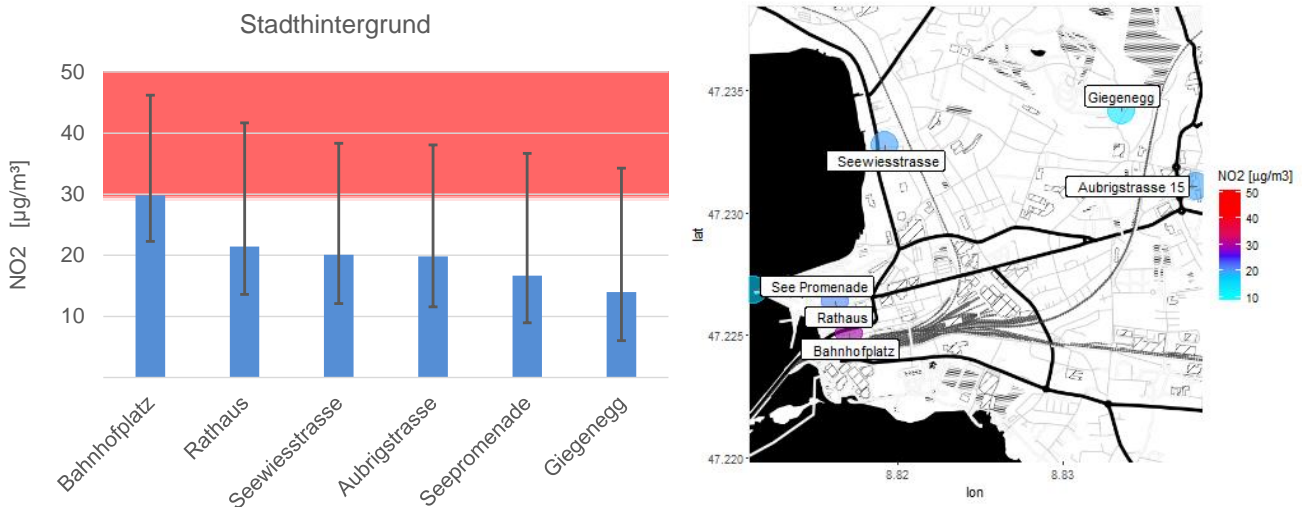 Stadthintergrund
NO2 [µg/m³]
50
40
30
20
10
Bahnhofplatz
Rathaus
Seewiesstrasse
Aubrigstrasse
Seepromenade
Giegenegg
lat
47.235
47.230
47.225
47.220
Giegenegg
Seewiesstrasse
Aubrigstrasse 15
See Promenade
Rathaus
Bahnhofplatz
8.82
8.83
lon
NO2 [µg/m3]
50
40
30
20
10